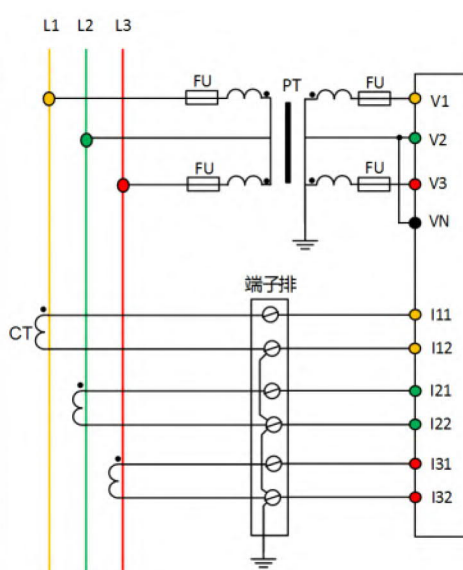 L1 L2 L3
FU PT FU
V1
V2
FU FU
V3
VN
端子排
I11
CT
I12
I21
I22
I31
I32